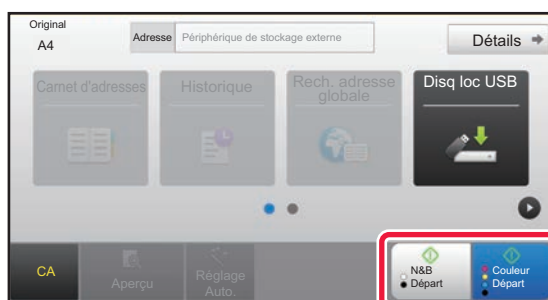 Original
A4
Adresse
Périphérique de stockage externe
Détails
Carnet d'adresses
Historique
Rech. adresse
globale
Disq loc USB
CA
Aperçu
Réglage
Auto.
N&B
Départ
Couleur
Départ